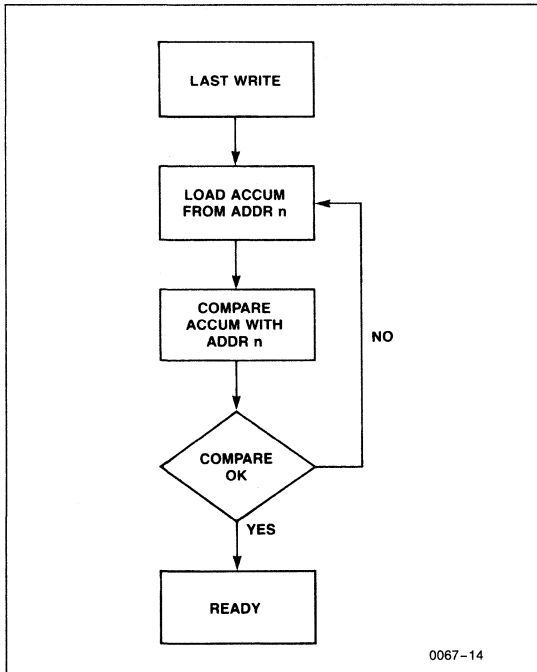 LAST WRITE
LOAD ACCUM
FROM ADDR n
COMPARE
ACCUM WITH
ADDR n
NO
COMPARE
OK
YES
READY
0067-14